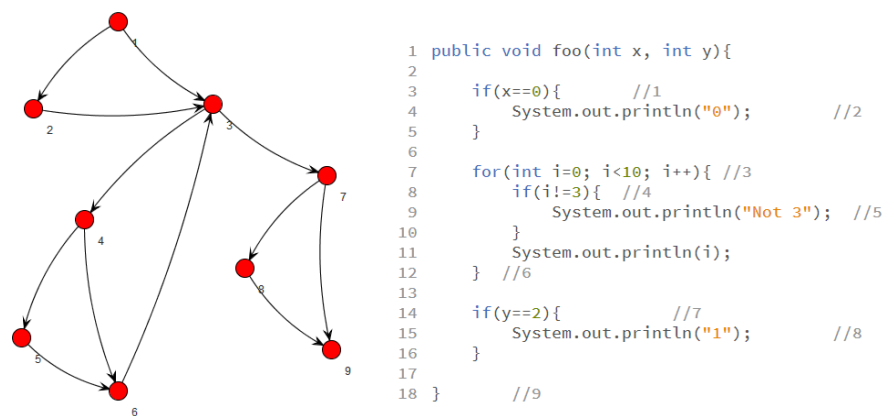 1
2
3
7
4
8
5
9
6
1 public void foo(int x, int y){
2
3 if(x==0){ //1
4 System.out.println("0"); //2
5 }
6
7 for(int i=0; i<10; i++){ //3
8 if(i!=3){ //4
9 System.out.println("Not 3"); //5
10 }
11 System.out.println(i);
12 } //6
13
14 if(y==2){ //7
15 System.out.println("1"); //8
16 }
17
18 } //9